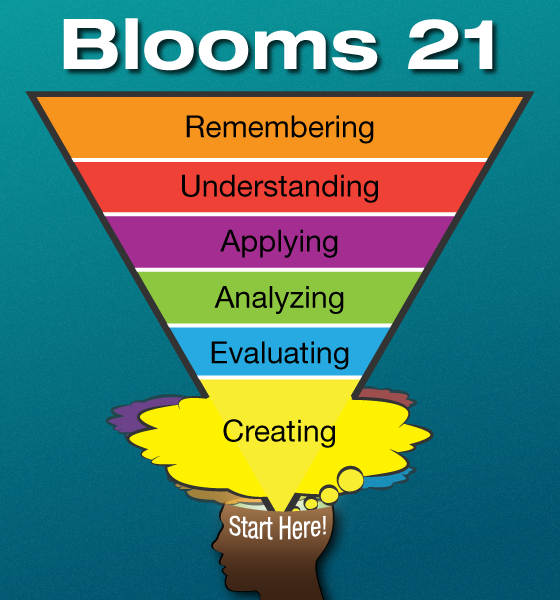 Blooms 21
Remembering
Understanding
Applying
Analyzing
Evaluating
Creating
Start Here!